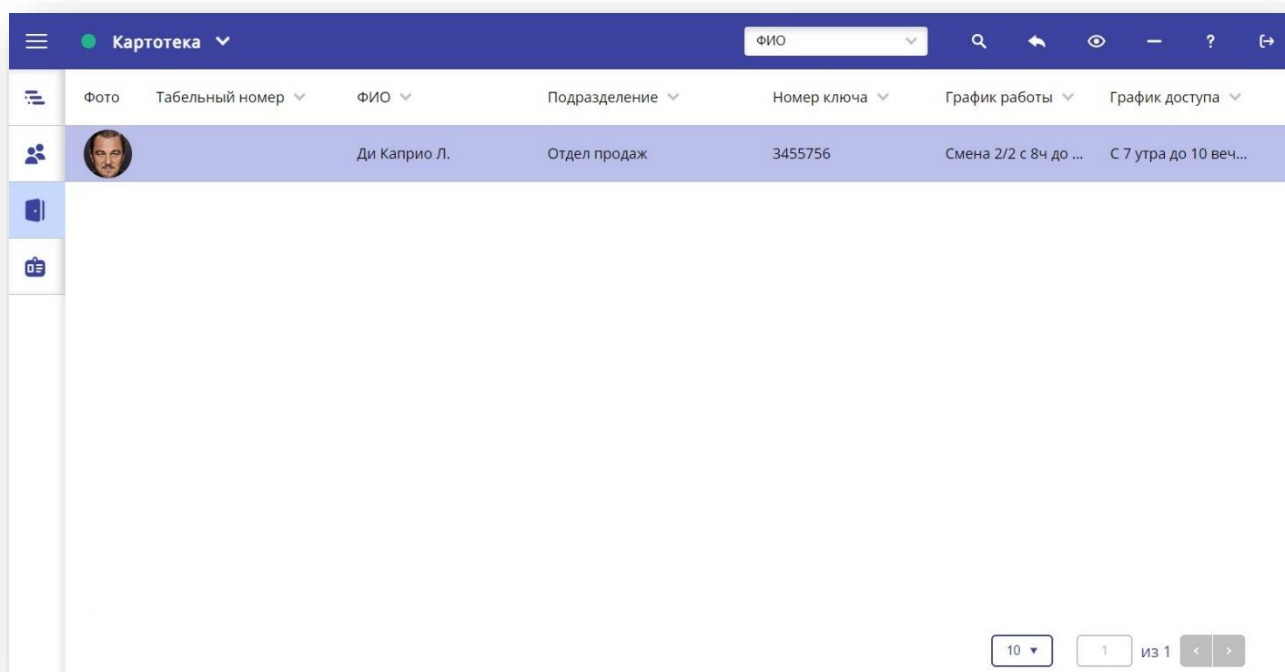 Картотека ФИО ?
Фото Табельный номер ФИО Подразделение Номер ключа График работы График доступа
Ди Каприо Л. Отдел продаж 3455756 Смена 2/2 с 8ч до ... С 7 утра до 10 веч...
10 1 из 1